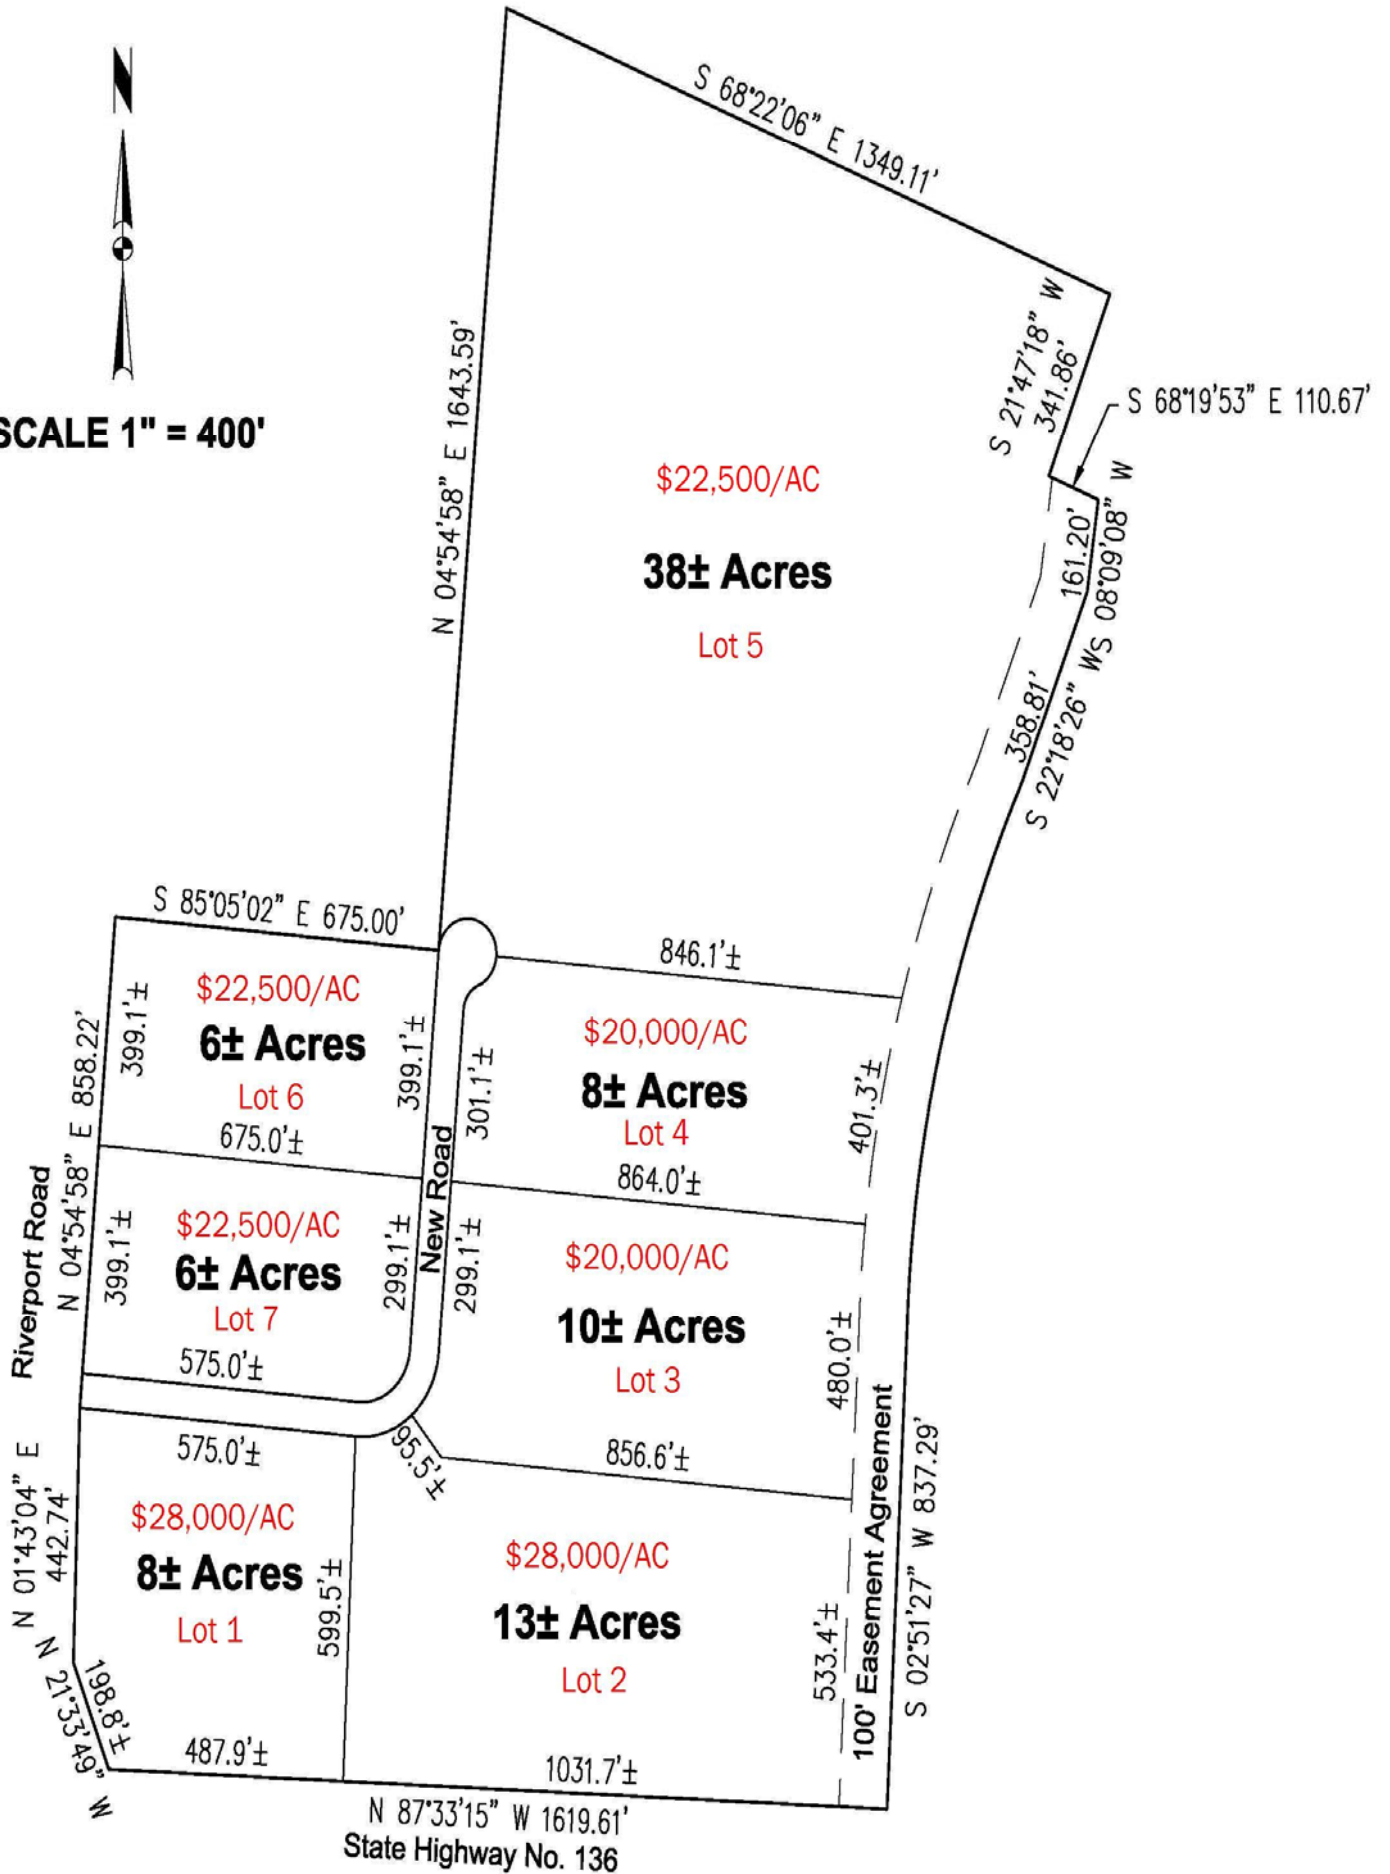 N
SCALE 1" = 400'
S 68°22'06" E 1349.11'
N 04°54'58" E 1643.59'
S 21°47'18" W
341.86'
S 68°19'53" E 110.67'
161.20'
S 08°09'08" W
358.81'
S 22°18'26" W
$22,500/AC
38± Acres
Lot 5
S 85°05'02" E 675.00'
846.1'±
$22,500/AC
6± Acres
Lot 6
399.1'±
399.1'±
675.0'±
N 04°54'58" E 858.22'
301.1'±
$20,000/AC
8± Acres
Lot 4
401.3'±
864.0'±
Riverport Road
New Road
$22,500/AC
6± Acres
Lot 7
399.1'±
299.1'±
575.0'±
299.1'±
$20,000/AC
10± Acres
Lot 3
480.0'±
856.6'±
95.5'±
575.0'±
N 01°43'04" E
442.74'
$28,000/AC
8± Acres
Lot 1
599.5'±
$28,000/AC
13± Acres
Lot 2
533.4'±
100' Easement Agreement
S 02°51'27" W 837.29'
198.8'±
N 21°33'49" W
487.9'±
1031.7'±
N 87°33'15" W 1619.61'
State Highway No. 136